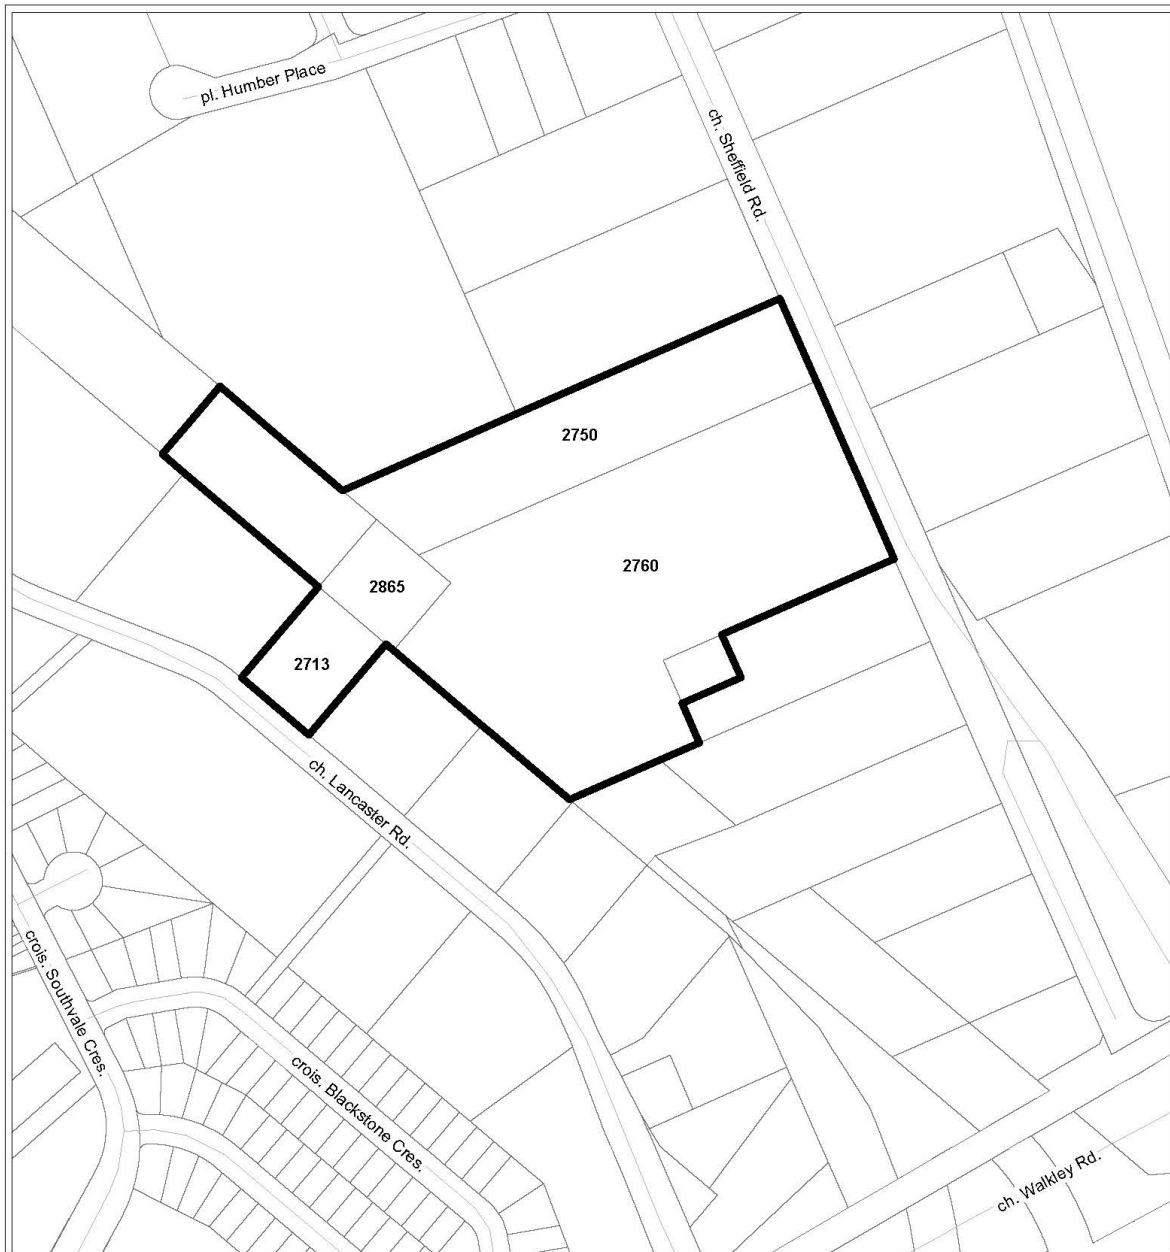 pl. Humber Place
ch. Sheffield Rd.
2750
2760
2865
2713
ch. Lancaster Rd.
crois. Southvale Cres.
crois. Blackstone Cres.
ch. Walkley Rd.